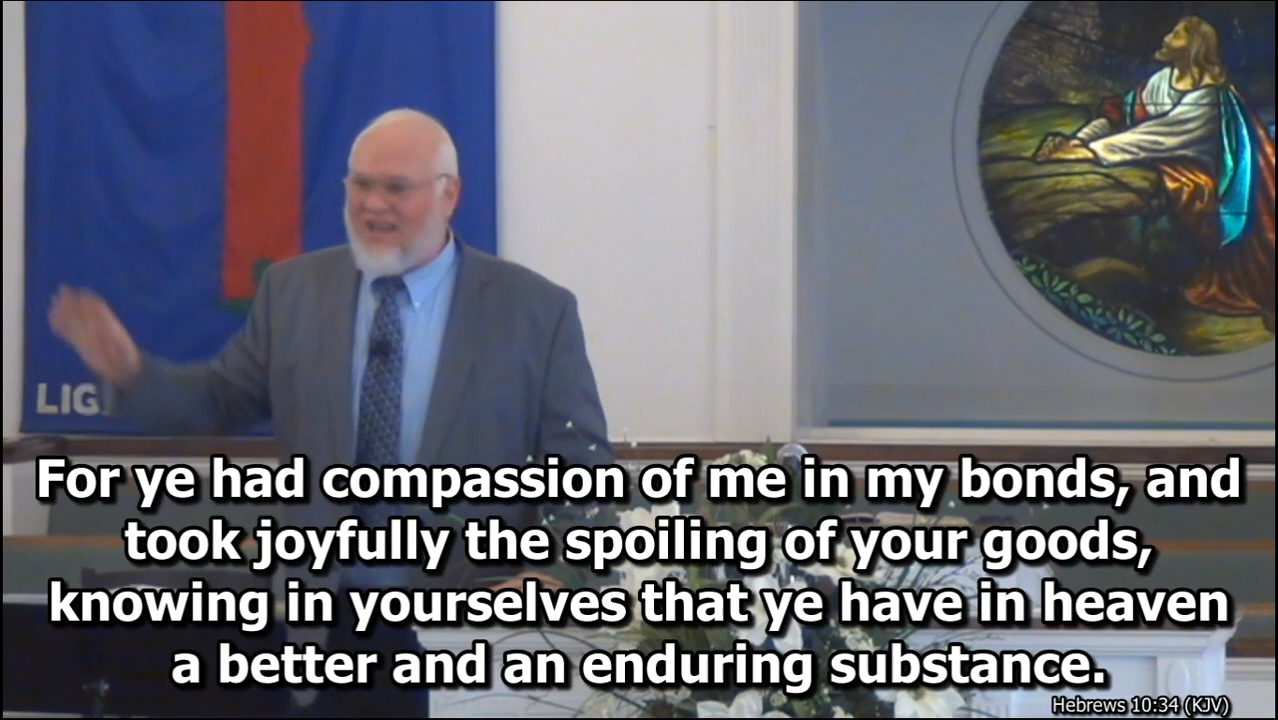 LIG
For ye had compassion of me in my bonds, and
took joyfully the spoiling of your goods,
knowing in yourselves that ye have in heaven
a better and an enduring substance.
Hebrews 10:34 (KJV)